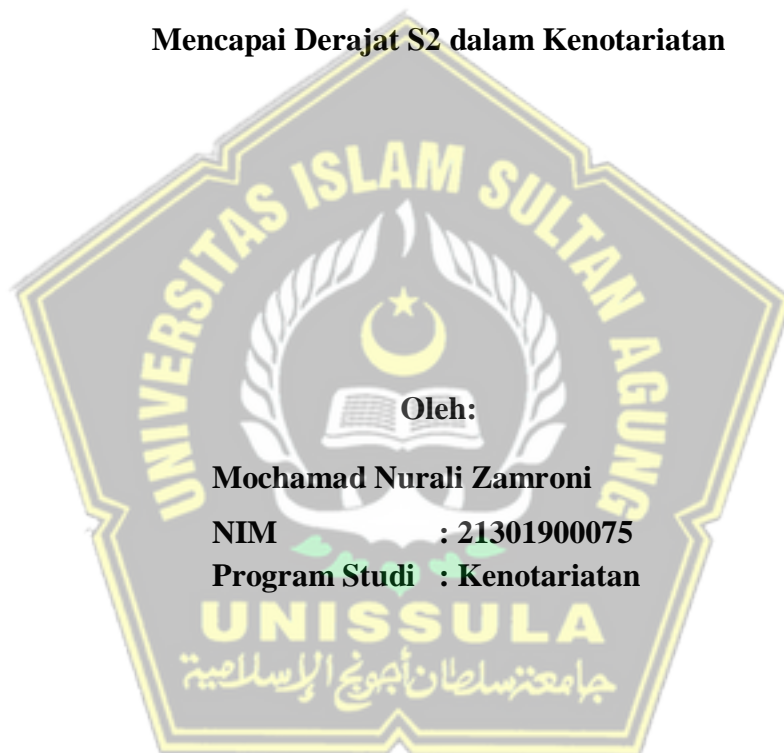 Mencapai Derajat S2 dalam Kenotariatan
UNIVERSITAS ISLAM SULTAN AGUNG
Oleh:
Mochamad Nurali Zamroni
NIM : 21301900075
Program Studi : Kenotariatan
UNISSULA
جامعة سلطان أجونج الإسلامية